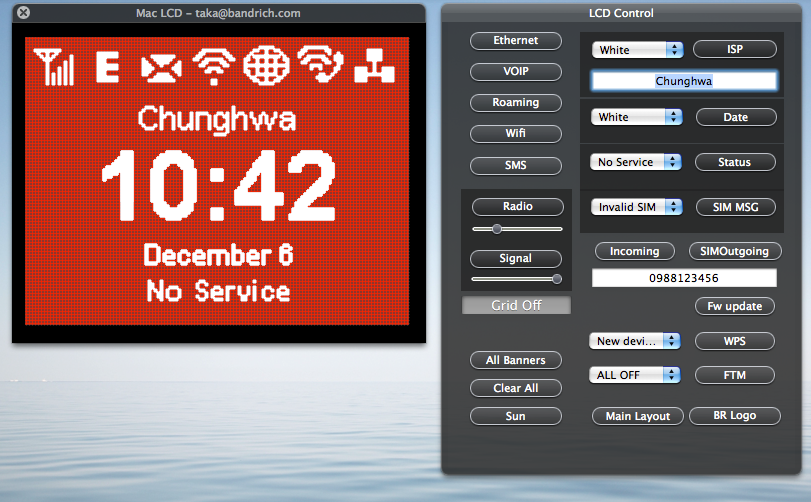 Mac LCD – taka@bandrich.com
E
Chunghwa
10:42
December 6
No Service
LCD Control
Ethernet
VOIP
Roaming
Wifi
SMS
Radio
Signal
Grid Off
All Banners
Clear All
Sun
White
ISP
Chunghwa
White
Date
No Service
Status
Invalid SIM
SIM MSG
Incoming
SIMOutgoing
0988123456
Fw update
New devi...
WPS
ALL OFF
FTM
Main Layout
BR Logo